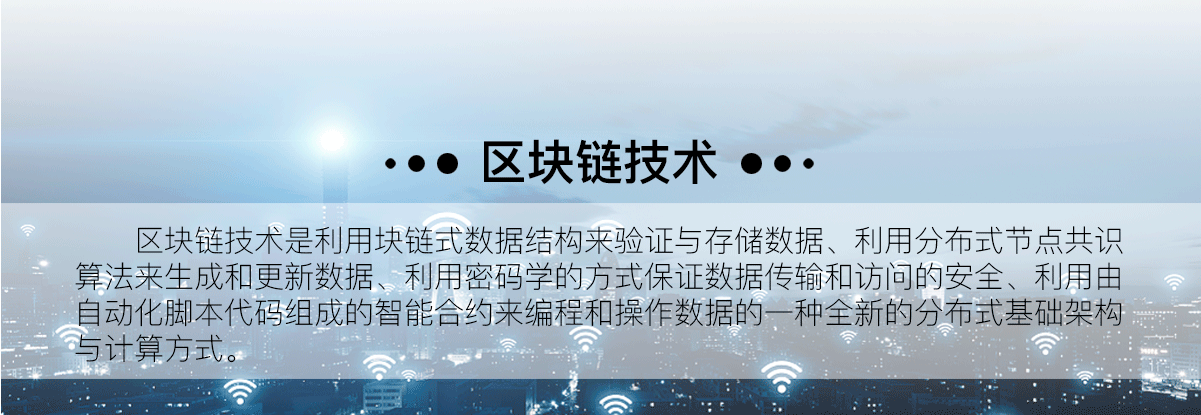 区块链技术
区块链技术是利用块链式数据结构来验证与存储数据、利用分布式节点共识
算法来生成和更新数据、利用密码学的方式保证数据传输和访问的安全、利用由
自动化脚本代码组成的智能合约来编程和操作数据的一种全新的分布式基础架构
与计算方式。